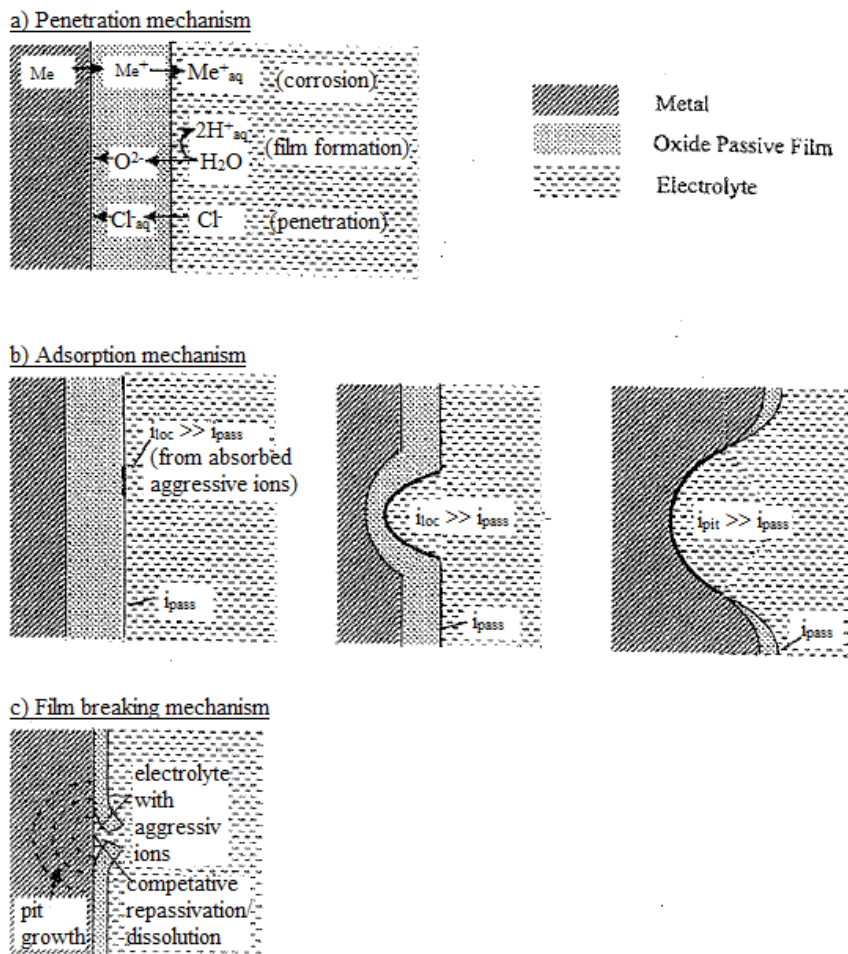 a) Penetration mechanism
Me Me⁺ Me⁺aq (corrosion)
2H⁺aq
(film formation)
O²⁻ H₂O
Cl⁻aq Cl⁻ (penetration)
Metal
Oxide Passive Film
Electrolyte
b) Adsorption mechanism
iloc >> ipass
(from absorbed
aggressive ions)
ipass
iloc >> ipass
ipass
ipit >> ipass
ipass
c) Film breaking mechanism
electrolyte
with
aggressiv
ions
competative
repassivation/
dissolution
pit
growth